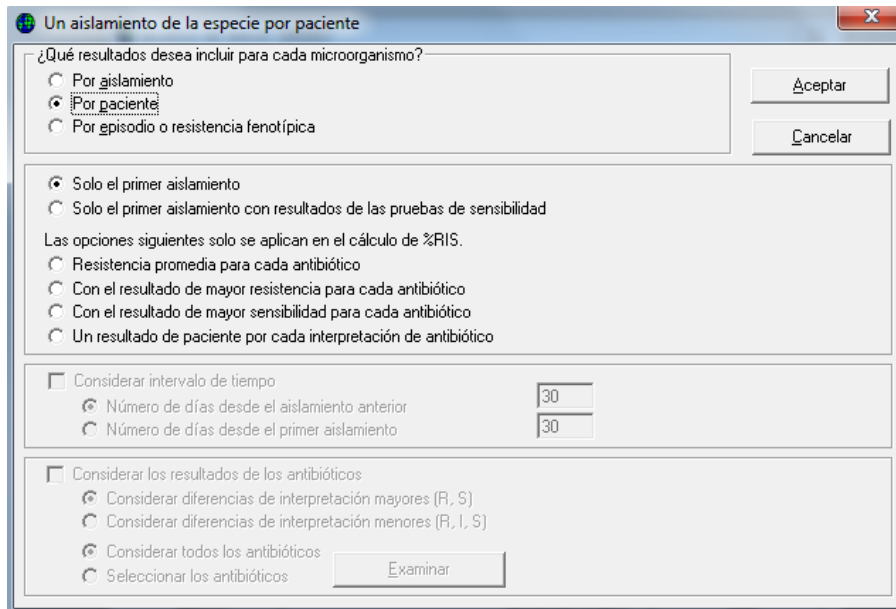 Un aislamiento de la especie por paciente
¿Qué resultados desea incluir para cada microorganismo?
Por aislamiento
Por paciente
Por episodio o resistencia fenotípica
Aceptar
Cancelar
Solo el primer aislamiento
Solo el primer aislamiento con resultados de las pruebas de sensibilidad
Las opciones siguientes solo se aplican en el cálculo de %RIS.
Resistencia promedia para cada antibiótico
Con el resultado de mayor resistencia para cada antibiótico
Con el resultado de mayor sensibilidad para cada antibiótico
Un resultado de paciente por cada interpretación de antibiótico
Considerar intervalo de tiempo
Número de días desde el aislamiento anterior 30
Número de días desde el primer aislamiento 30
Considerar los resultados de los antibióticos
Considerar diferencias de interpretación mayores (R, S)
Considerar diferencias de interpretación menores (R, I, S)
Considerar todos los antibióticos
Seleccionar los antibióticos
Examinar